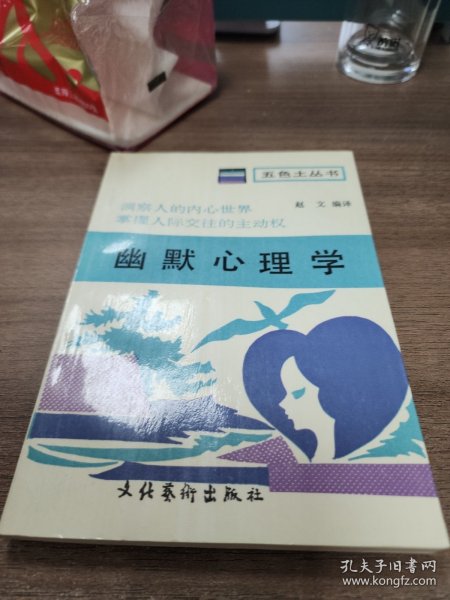 五色土丛书
洞察人的内心世界
赵 文 编译
掌握人际交往的主动权
幽默心理学
文化艺術出版社
孔夫子旧书网
www.kongfz.com